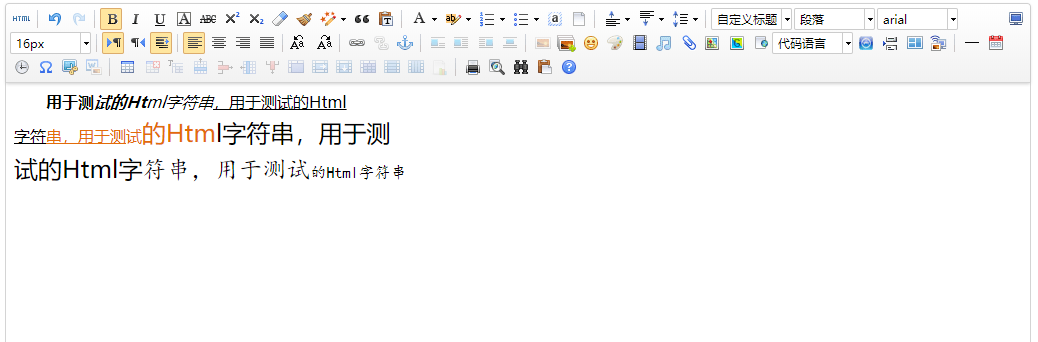 HTML B I U A ABC X² X₂ A ab a 自定义标题 段落 arial
16px 代码语言
用于测试的Html字符串，用于测试的Html
字符串，用于测试的Html字符串，用于测
试的Html字符串，用于测试的Html字符串